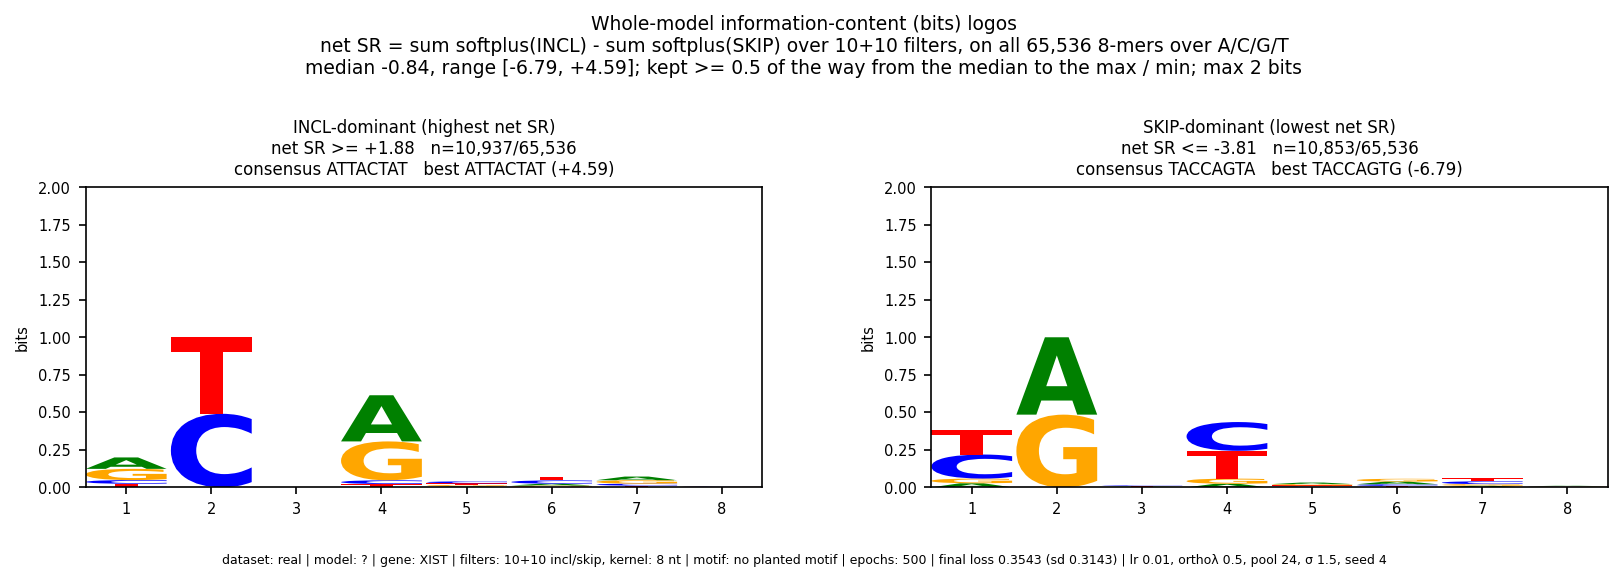 Whole-model information-content (bits) logos
net SR = sum softplus(INCL) - sum softplus(SKIP) over 10+10 filters, on all 65,536 8-mers over A/C/G/T
median -0.84, range [-6.79, +4.59]; kept >= 0.5 of the way from the median to the max / min; max 2 bits
INCL-dominant (highest net SR)
net SR >= +1.88   n=10,937/65,536
consensus ATTACTAT   best ATTACTAT (+4.59)
2.00
1.75
1.50
1.25
1.00
0.75
0.50
0.25
0.00
bits
A
G
C
T
T
C
A
G
C
T
1 2 3 4 5 6 7 8
SKIP-dominant (lowest net SR)
net SR <= -3.81   n=10,853/65,536
consensus TACCAGTA   best TACCAGTG (-6.79)
2.00
1.75
1.50
1.25
1.00
0.75
0.50
0.25
0.00
bits
T
C
G
A
A
G
C
T
G
A
1 2 3 4 5 6 7 8
dataset: real | model: ? | gene: XIST | filters: 10+10 incl/skip, kernel: 8 nt | motif: no planted motif | epochs: 500 | final loss 0.3543 (sd 0.3143) | lr 0.01, orthoλ 0.5, pool 24, σ 1.5, seed 4